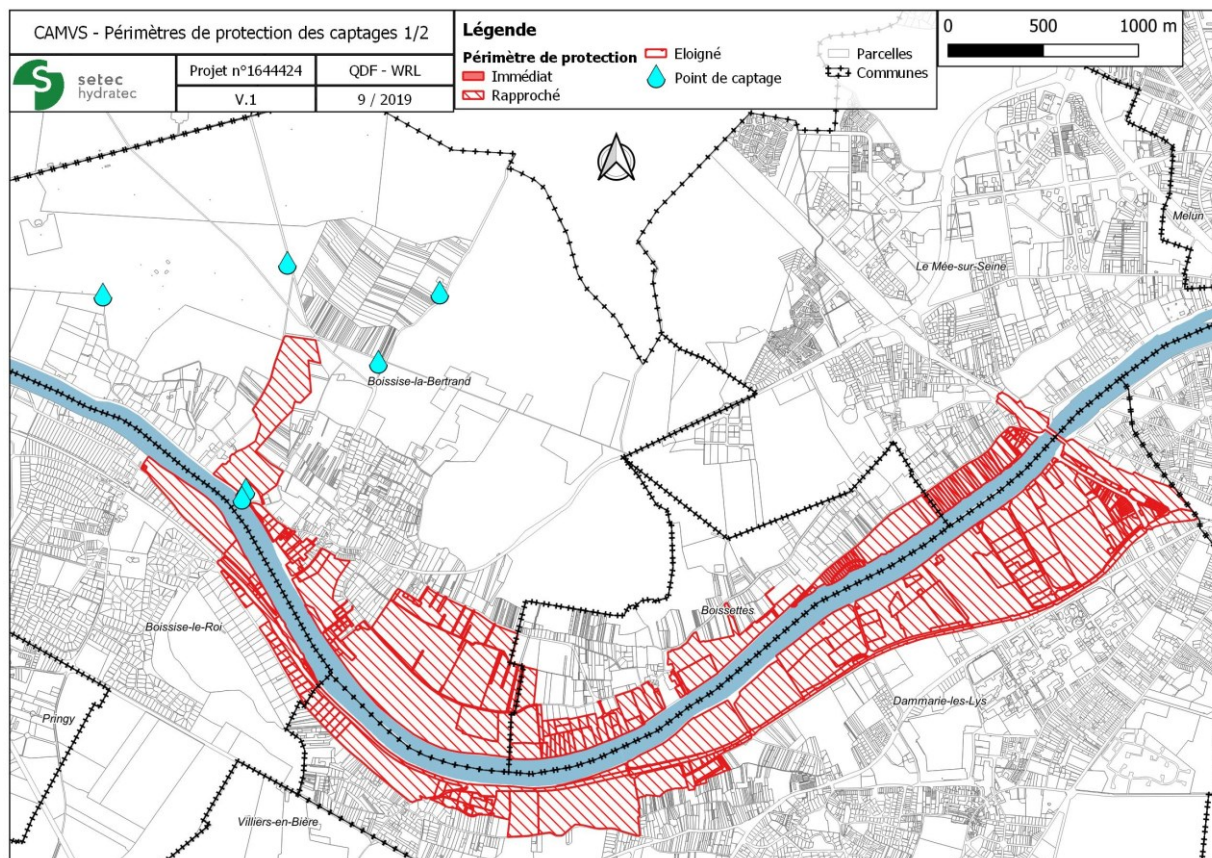 CAMVS - Périmètres de protection des captages 1/2
setec
hydratec
Projet n°1644424
QDF - WRL
V.1
9 / 2019
Légende
Périmètre de protection
Immédiat
Rapproché
Eloigné
Point de captage
Parcelles
Communes
0 500 1000 m
Melun
Le Mée-sur-Seine
Boissise-la-Bertrand
Boissettes
Boissise-le-Roi
Dammarie-les-Lys
Pringy
Villiers-en-Bière